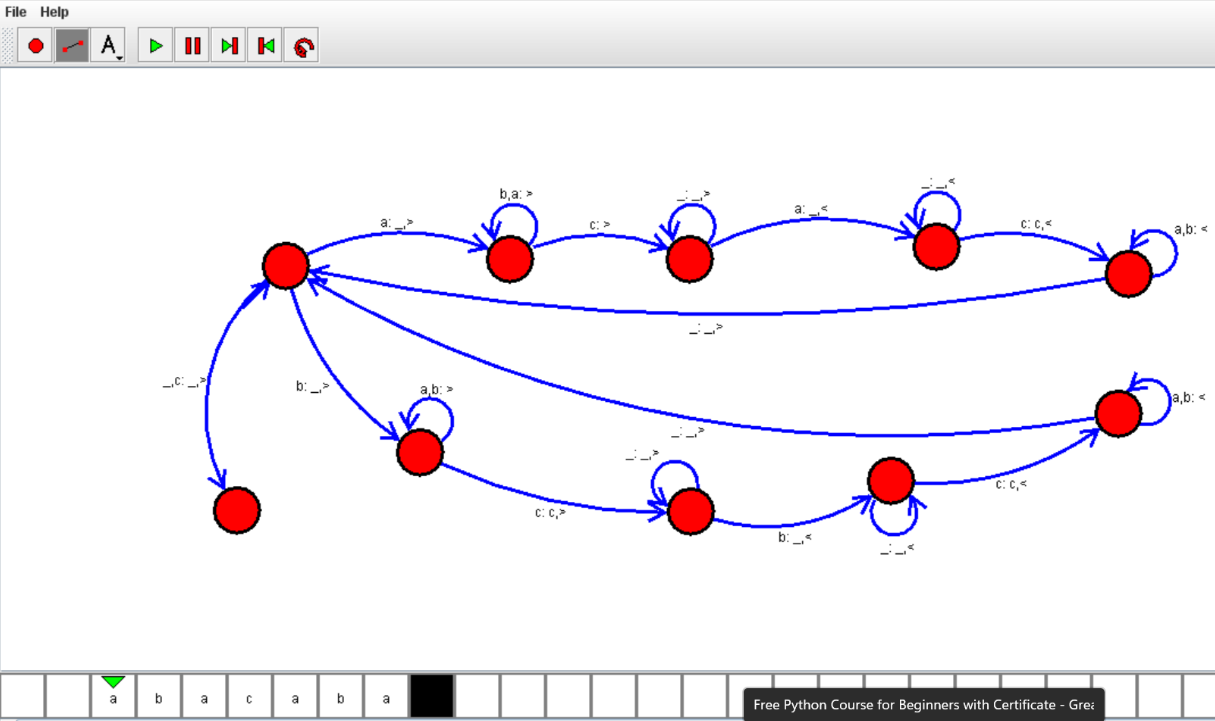 File Help
A
_: _,<
b,a: >
_: _,>
a: _,<
a: _,>
c: >
c: c,<
a,b: <
_: _,>
_,c: _,>
b: _,>
a,b: >
a,b: <
_: _,>
_: _,>
c: c,<
c: c,>
b: _,<
_: _,<
a b a c a b a
Free Python Course for Beginners with Certificate - Grea